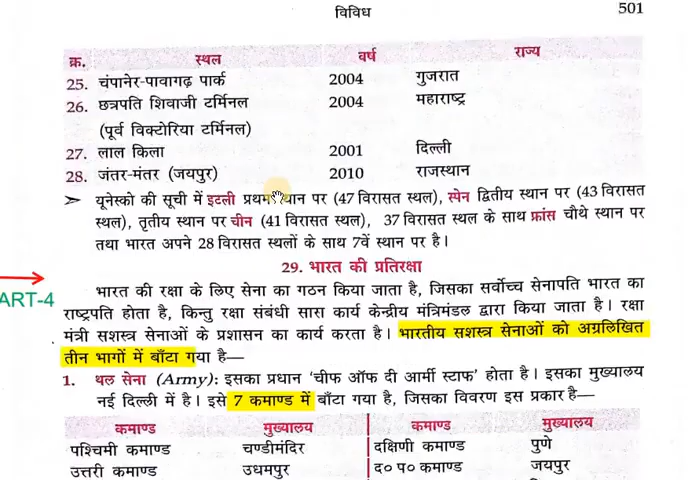 विविध
501
क्र. स्थल वर्ष राज्य
25. चंपानेर-पावागढ़ पार्क 2004 गुजरात
26. छत्रपति शिवाजी टर्मिनल 2004 महाराष्ट्र
(पूर्व विक्टोरिया टर्मिनल)
27. लाल किला 2001 दिल्ली
28. जंतर-मंतर (जयपुर) 2010 राजस्थान
➤ यूनेस्को की सूची में इटली प्रथम स्थान पर (47 विरासत स्थल), स्पेन द्वितीय स्थान पर (43 विरासत
स्थल), तृतीय स्थान पर चीन (41 विरासत स्थल), 37 विरासत स्थल के साथ फ्रांस चौथे स्थान पर
तथा भारत अपने 28 विरासत स्थलों के साथ 7वें स्थान पर है।
29. भारत की प्रतिरक्षा
ART-4
भारत की रक्षा के लिए सेना का गठन किया जाता है, जिसका सर्वोच्च सेनापति भारत का
राष्ट्रपति होता है, किन्तु रक्षा संबंधी सारा कार्य केन्द्रीय मंत्रिमंडल द्वारा किया जाता है। रक्षा
मंत्री सशस्त्र सेनाओं के प्रशासन का कार्य करता है। भारतीय सशस्त्र सेनाओं को अग्रलिखित
तीन भागों में बाँटा गया है—
1. थल सेना (Army): इसका प्रधान ‘चीफ ऑफ दी आर्मी स्टाफ’ होता है। इसका मुख्यालय
नई दिल्ली में है। इसे 7 कमाण्ड में बाँटा गया है, जिसका विवरण इस प्रकार है—
कमाण्ड मुख्यालय कमाण्ड मुख्यालय
पश्चिमी कमाण्ड चण्डीमंदिर दक्षिणी कमाण्ड पुणे
उत्तरी कमाण्ड उधमपुर द० प० कमाण्ड जयपुर